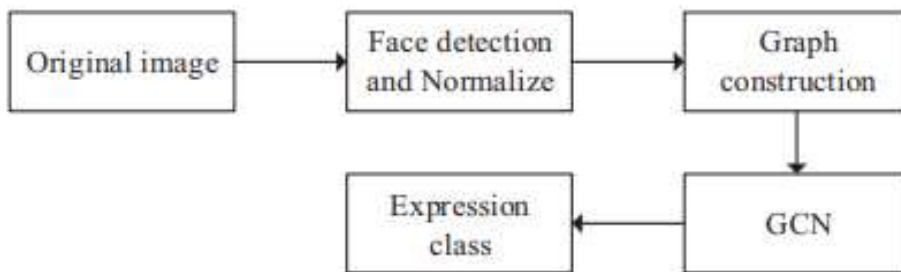 Original image
Face detection
and Normalize
Graph
construction
GCN
Expression
class